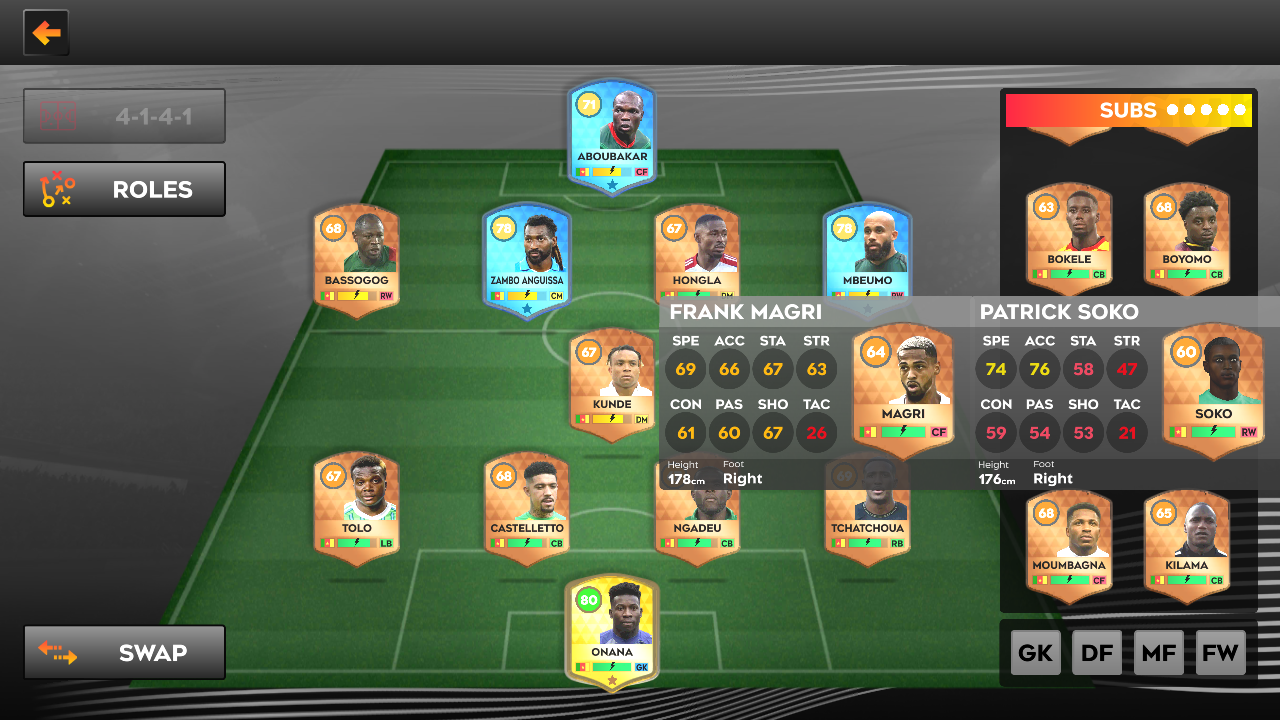 4-1-4-1
ROLES
SUBS
71
ABOUBAKAR
CF
68
BASSOGOG
RW
78
ZAMBO ANGUISSA
CM
67
HONGLA
DM
78
MBEUMO
RW
63
BOKELE
CB
68
BOYOMO
CB
67
KUNDE
DM
FRANK MAGRI
SPE ACC STA STR
69 66 67 63
CON PAS SHO TAC
61 60 67 26
Height Foot
178cm Right
64
MAGRI
CF
PATRICK SOKO
SPE ACC STA STR
74 76 58 47
CON PAS SHO TAC
59 54 53 21
Height Foot
176cm Right
60
SOKO
RW
67
TOLO
LB
68
CASTELLETTO
CB
NGADEU
CB
69
TCHATCHOUA
RB
68
MOUMBAGNA
CF
65
KILAMA
CB
80
ONANA
GK
SWAP
GK DF MF FW